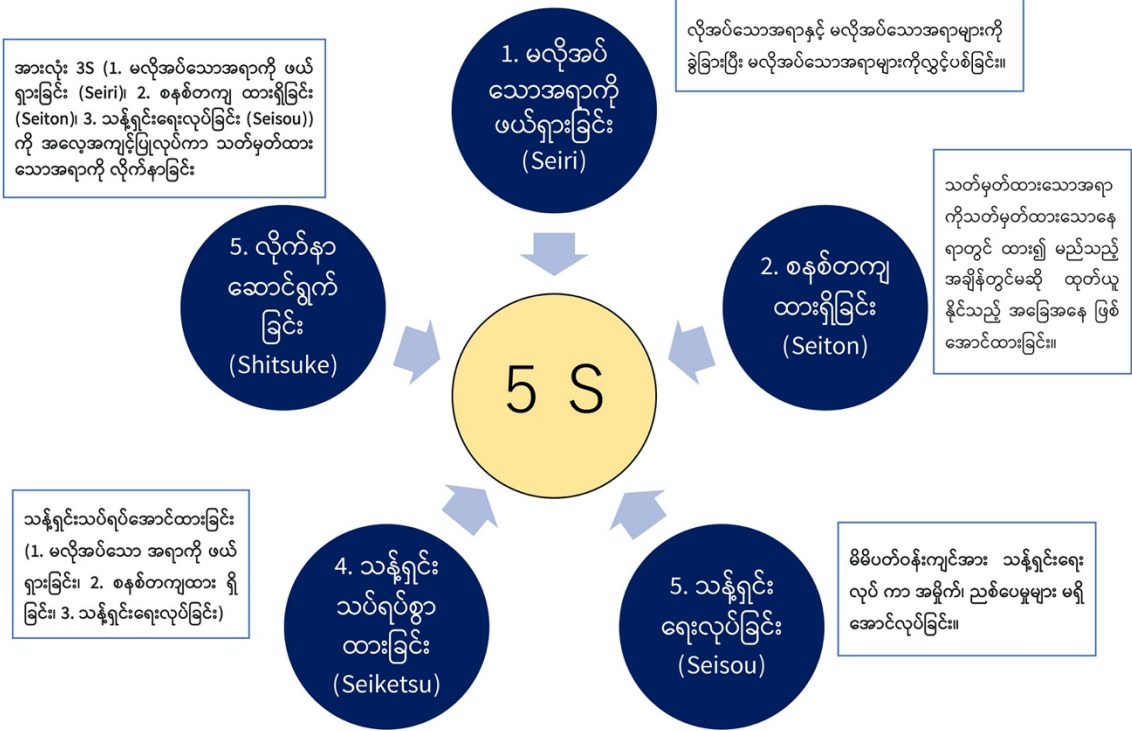 1. မလိုအပ်
သောအရာကို
ဖယ်ရှားခြင်း
(Seiri)
လိုအပ်သောအရာနှင့် မလိုအပ်သောအရာများကို
ခွဲခြားပြီး မလိုအပ်သောအရာများကိုလွှင့်ပစ်ခြင်း။
2. စနစ်တကျ
ထားရှိခြင်း
(Seiton)
သတ်မှတ်ထားသောအရာ
ကိုသတ်မှတ်ထားသောနေ
ရာတွင် ထား၍ မည်သည့်
အချိန်တွင်မဆို ထုတ်ယူ
နိုင်သည့် အခြေအနေ ဖြစ်
အောင်ထားခြင်း။
5. သန့်ရှင်း
ရေးလုပ်ခြင်း
(Seisou)
မိမိပတ်ဝန်းကျင်အား သန့်ရှင်းရေး
လုပ် ကာ အမှိုက်၊ ညစ်ပေမှုများ မရှိ
အောင်လုပ်ခြင်း။
4. သန့်ရှင်း
သပ်ရပ်စွာ
ထားခြင်း
(Seiketsu)
သန့်ရှင်းသပ်ရပ်အောင်ထားခြင်း
(1. မလိုအပ်သော အရာကို ဖယ်
ရှားခြင်း၊ 2. စနစ်တကျထား ရှိ
ခြင်း၊ 3. သန့်ရှင်းရေးလုပ်ခြင်း)
5. လိုက်နာ
ဆောင်ရွက်
ခြင်း
(Shitsuke)
အားလုံး 3S (1. မလိုအပ်သောအရာကို ဖယ်
ရှားခြင်း (Seiri)၊ 2. စနစ်တကျ ထားရှိခြင်း
(Seiton)၊ 3. သန့်ရှင်းရေးလုပ်ခြင်း (Seisou))
ကို အလေ့အကျင့်ပြုလုပ်ကာ သတ်မှတ်ထား
သောအရာကို လိုက်နာခြင်း
5 S